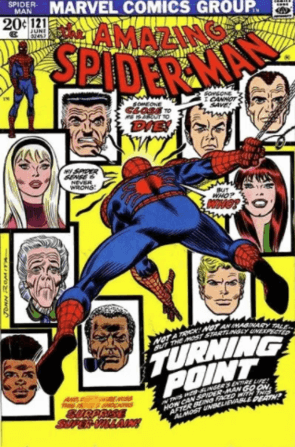 SPIDER-
MAN
MARVEL COMICS GROUP
20¢
121
JUNE
the AMAZING
SPIDER-MAN
SOMEONE
CLOSE TO
ME IS ABOUT TO
DIE!
SOMEONE
I CANNOT
SAVE!
MY SPIDER
SENSE IS
NEVER
WRONG!
BUT
WHO?
WHO?
JOHN ROMITA
NOT A TRICK! NOT AN IMAGINARY TALE--
BUT THE MOST STARTLINGLY UNEXPECTED
TURNING
POINT
IN THIS WEB-SLINGER'S ENTIRE LIFE!
HOW CAN SPIDER-MAN GO ON,
AFTER BEING FACED WITH THIS
ALMOST UNBELIEVABLE DEATH?
SURPRISE
SUPER-VILLAIN!